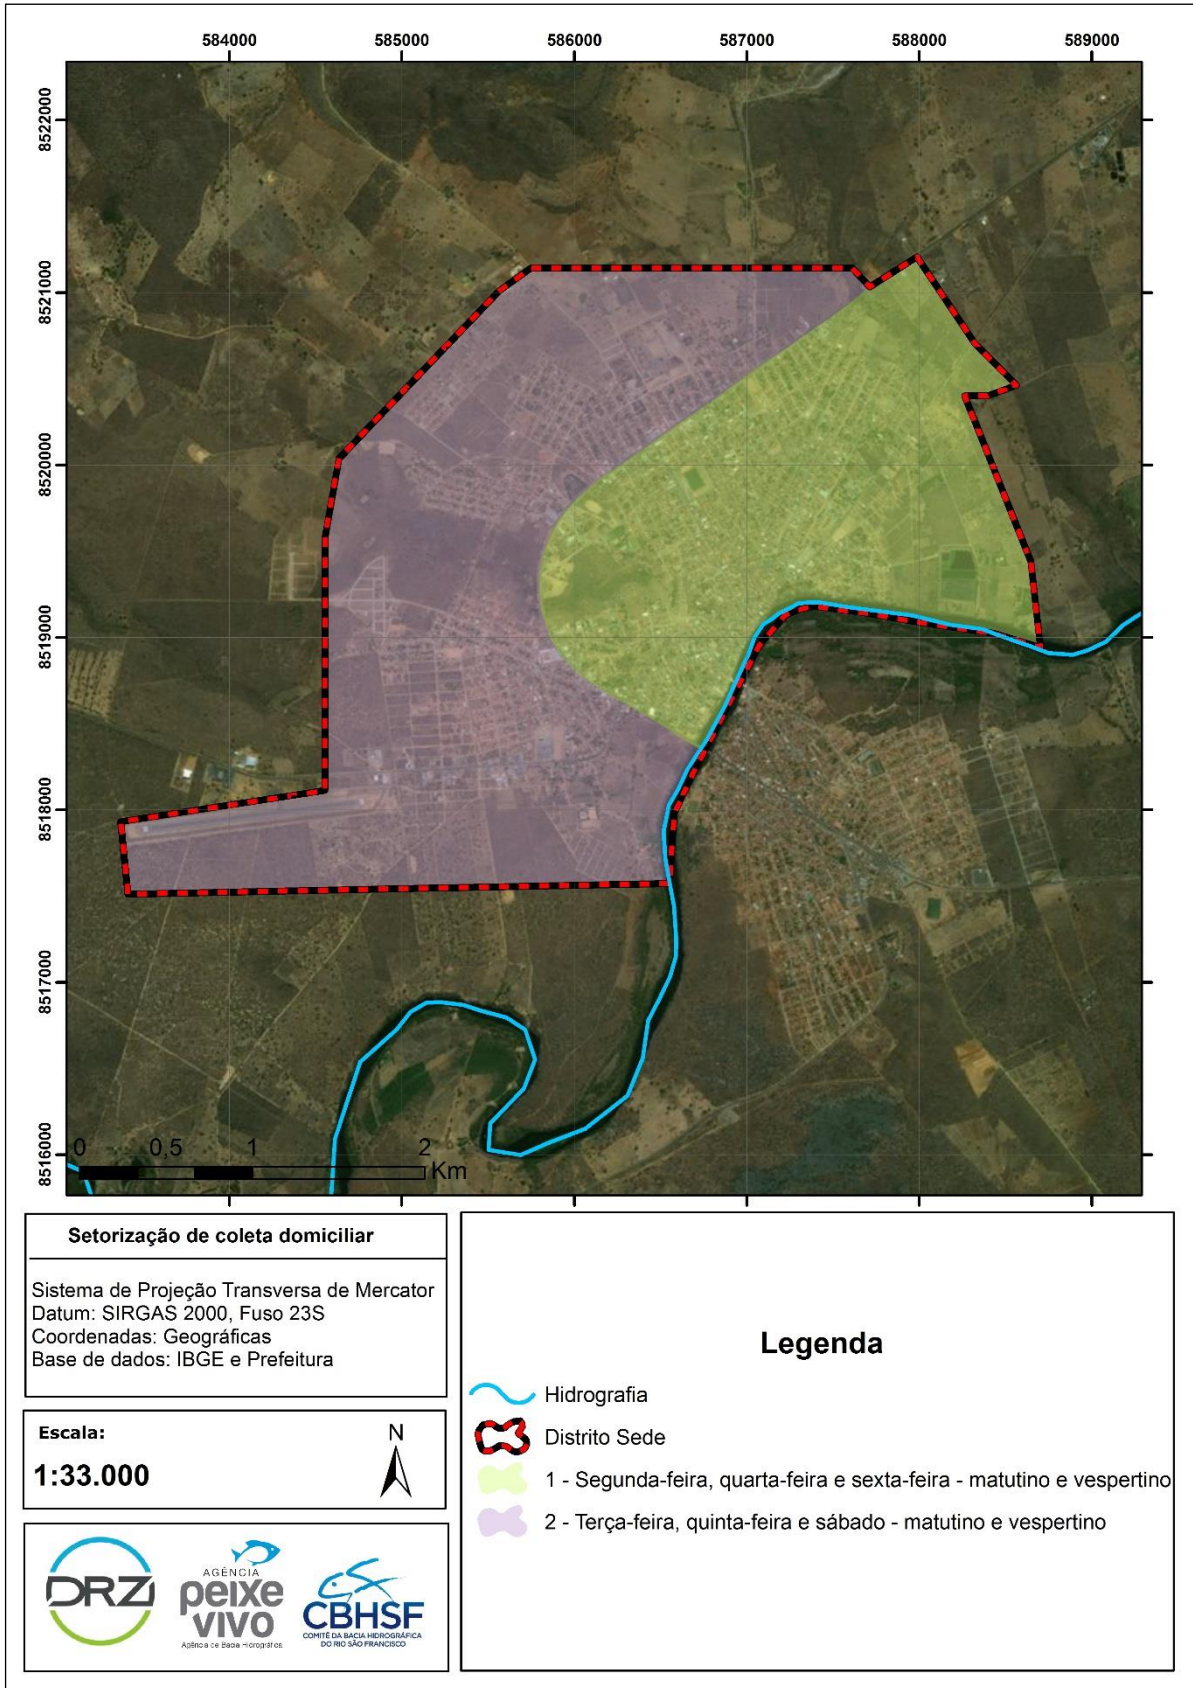 584000 585000 586000 587000 588000 589000
8522000
8521000
8520000
8519000
8518000
8517000
8516000
0 0,5 1 2
Km
Setorização de coleta domiciliar
Sistema de Projeção Transversa de Mercator
Datum: SIRGAS 2000, Fuso 23S
Coordenadas: Geográficas
Base de dados: IBGE e Prefeitura
Escala:
1:33.000
N
DRZ
AGÊNCIA
peixe
vivo
Agência de Bacia Hidrográfica
CBHSF
COMITÊ DA BACIA HIDROGRÁFICA
DO RIO SÃO FRANCISCO
Legenda
Hidrografia
Distrito Sede
1 - Segunda-feira, quarta-feira e sexta-feira - matutino e vespertino
2 - Terça-feira, quinta-feira e sábado - matutino e vespertino